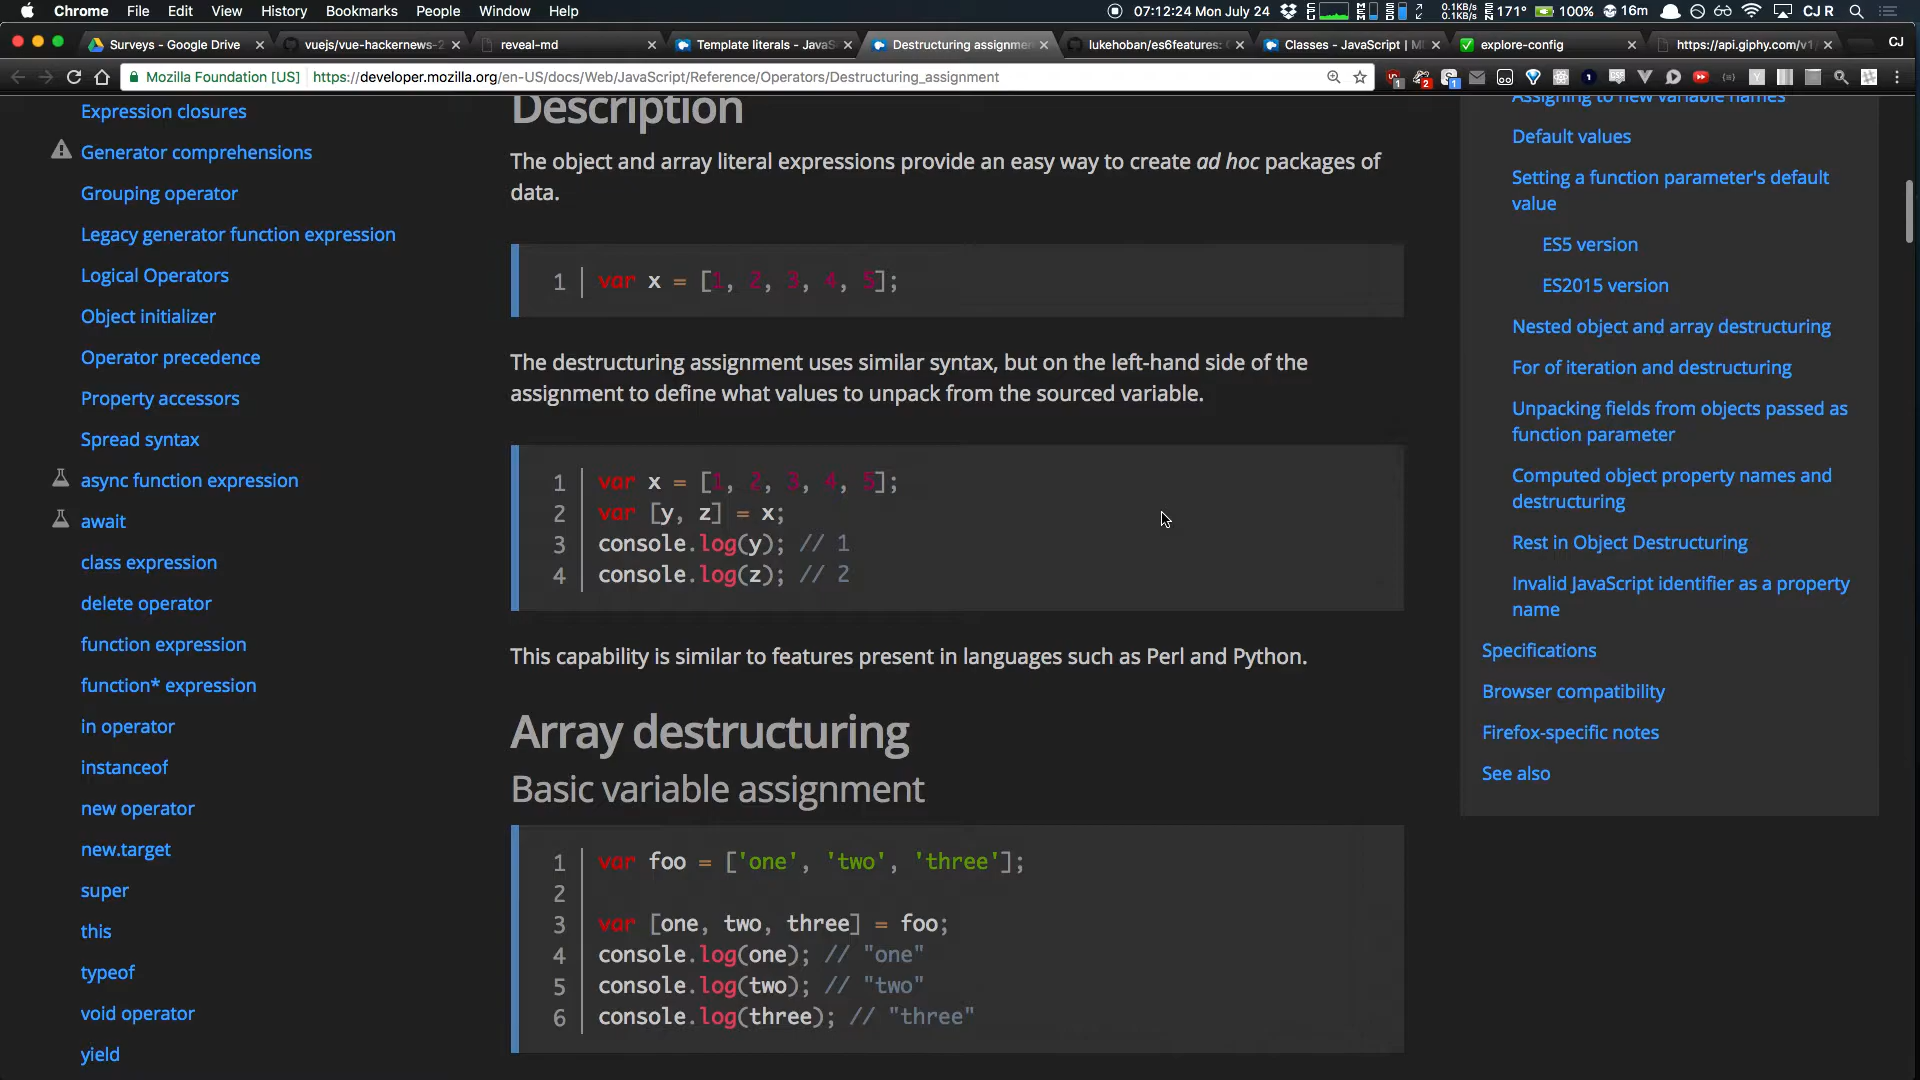 Chrome File Edit View History Bookmarks People Window Help
07:12:24 Mon July 24
0.1KB/s
0.1KB/s
171° 100% 16m CJ R
Surveys - Google Drive
vuejs/vue-hackernews-2
reveal-md
Template literals - JavaS
Destructuring assignmen
lukehoban/es6features:
Classes - JavaScript | M
explore-config
https://api.giphy.com/v1
CJ
Mozilla Foundation [US] https://developer.mozilla.org/en-US/docs/Web/JavaScript/Reference/Operators/Destructuring_assignment
Expression closures
Generator comprehensions
Grouping operator
Legacy generator function expression
Logical Operators
Object initializer
Operator precedence
Property accessors
Spread syntax
async function expression
await
class expression
delete operator
function expression
function* expression
in operator
instanceof
new operator
new.target
super
this
typeof
void operator
yield
Description
The object and array literal expressions provide an easy way to create ad hoc packages of
data.
1 var x = [1, 2, 3, 4, 5];
The destructuring assignment uses similar syntax, but on the left-hand side of the
assignment to define what values to unpack from the sourced variable.
1 var x = [1, 2, 3, 4, 5];
2 var [y, z] = x;
3 console.log(y); // 1
4 console.log(z); // 2
This capability is similar to features present in languages such as Perl and Python.
Array destructuring
Basic variable assignment
1 var foo = ['one', 'two', 'three'];
2
3 var [one, two, three] = foo;
4 console.log(one); // "one"
5 console.log(two); // "two"
6 console.log(three); // "three"
Assigning to new variable names
Default values
Setting a function parameter's default
value
ES5 version
ES2015 version
Nested object and array destructuring
For of iteration and destructuring
Unpacking fields from objects passed as
function parameter
Computed object property names and
destructuring
Rest in Object Destructuring
Invalid JavaScript identifier as a property
name
Specifications
Browser compatibility
Firefox-specific notes
See also